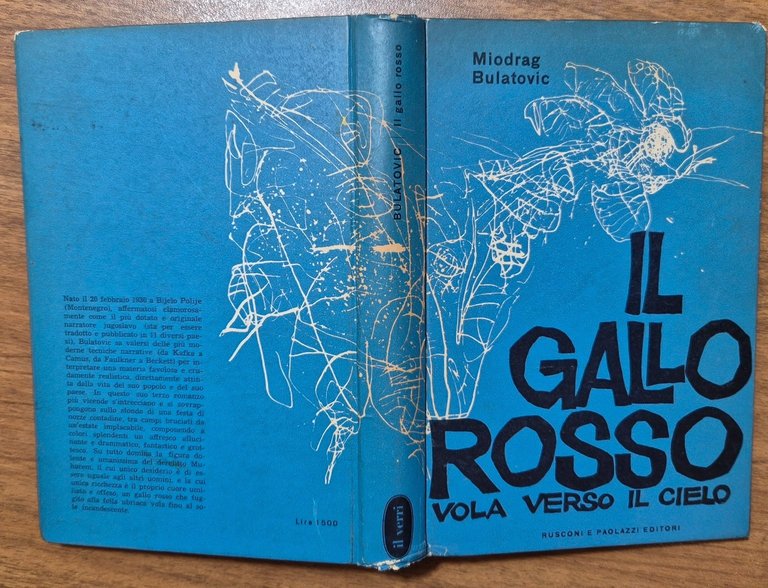 Nato il 20 febbraio 1930 a Bijelo Polije
(Montenegro), affermatosi clamorosa-
mente come il più dotato e originale
narratore jugoslavo (sta per essere
tradotto e pubblicato in 11 diversi pae-
si), Bulatovic sa valersi delle più mo-
derne tecniche narrative (da Kafka a
Camus, da Faulkner a Beckett) per in-
terpretare una materia favolosa e cru-
damente realistica, direttamente attin-
ta dalla vita del suo popolo e del suo
paese. In questo suo terzo romanzo
più vicende s'intrecciano e si sovrap-
pongono sullo sfondo di una festa di
nozze contadine, tra campi bruciati da
un'estate implacabile, componendo a
colori splendenti un affresco alluci-
nante e drammatico, fantastico e grot-
tesco. Su tutto domina la figura do-
lente e umanissima del derelitto Mu-
harem, il cui unico desiderio è di es-
sere uguale agli altri uomini, e la cui
unica ricchezza è il proprio cuore umi-
liato e offeso, un gallo rosso che fug-
gito alla folla ubriaca vola fino al so-
le incandescente.
Lire 1500
BULATOVIC Il gallo rosso
il verri
Miodrag
Bulatovic
IL
GALLO
ROSSO
VOLA VERSO IL CIELO
RUSCONI E PAOLAZZI EDITORI